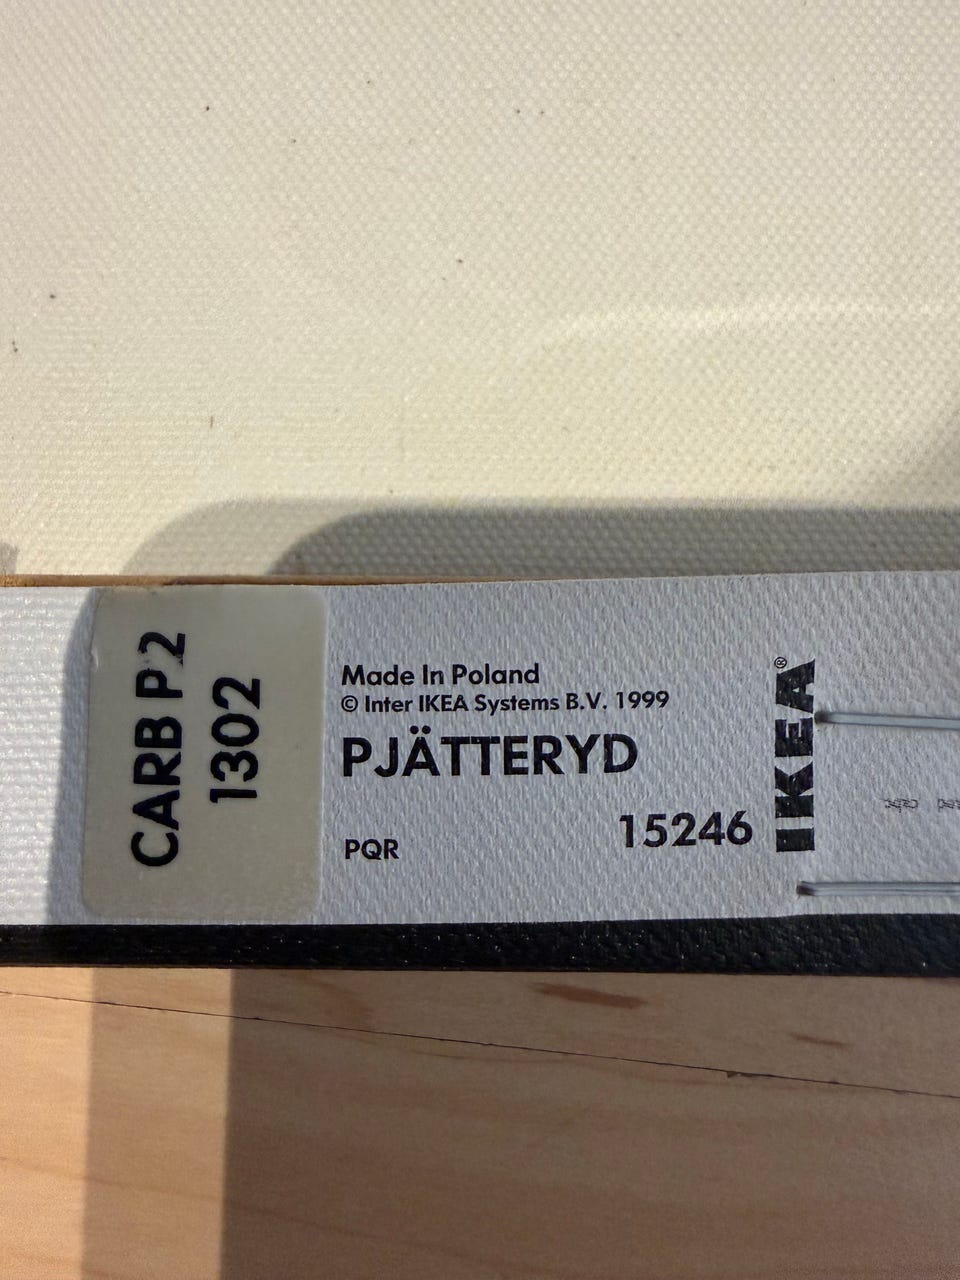 CARB P2
1302
Made In Poland
© Inter IKEA Systems B.V. 1999
PJÄTTERYD
PQR
15246
IKEA®